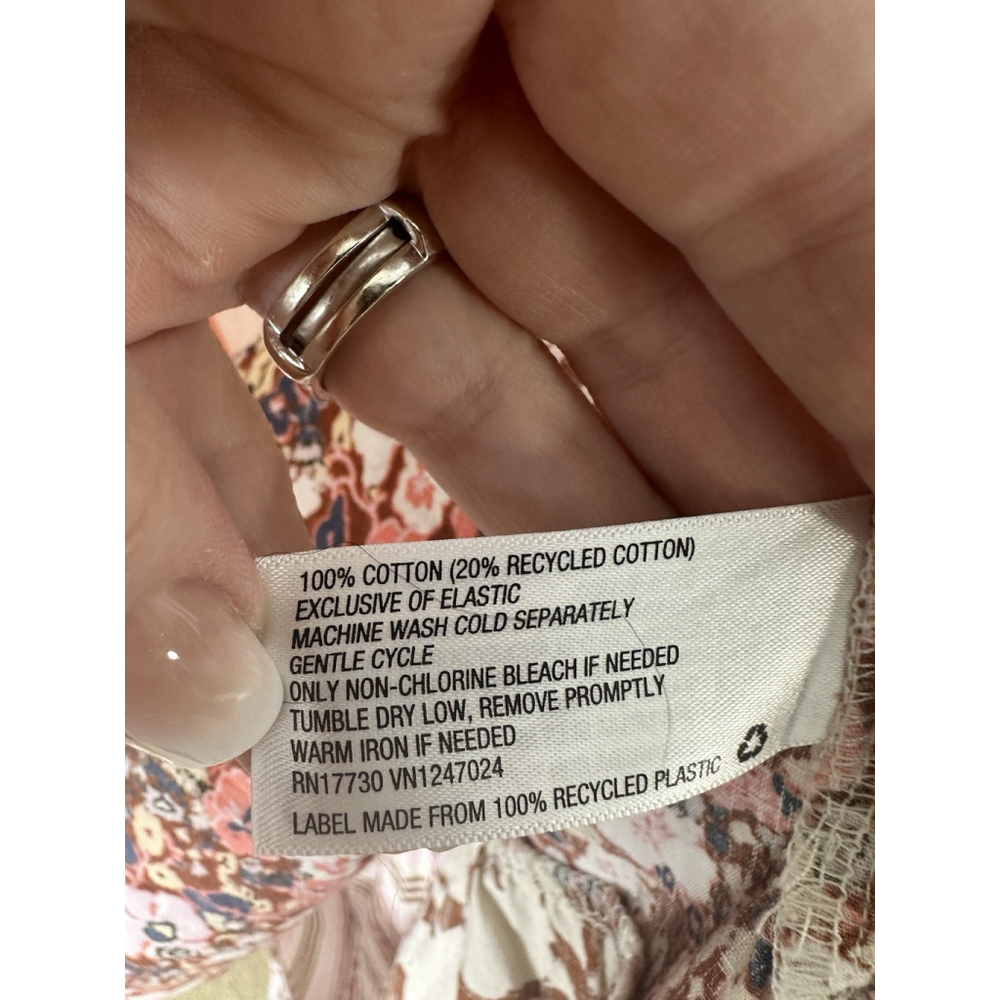 100% COTTON (20% RECYCLED COTTON)
EXCLUSIVE OF ELASTIC
MACHINE WASH COLD SEPARATELY
GENTLE CYCLE
ONLY NON-CHLORINE BLEACH IF NEEDED
TUMBLE DRY LOW, REMOVE PROMPTLY
WARM IRON IF NEEDED
RN17730 VN1247024
LABEL MADE FROM 100% RECYCLED PLASTIC